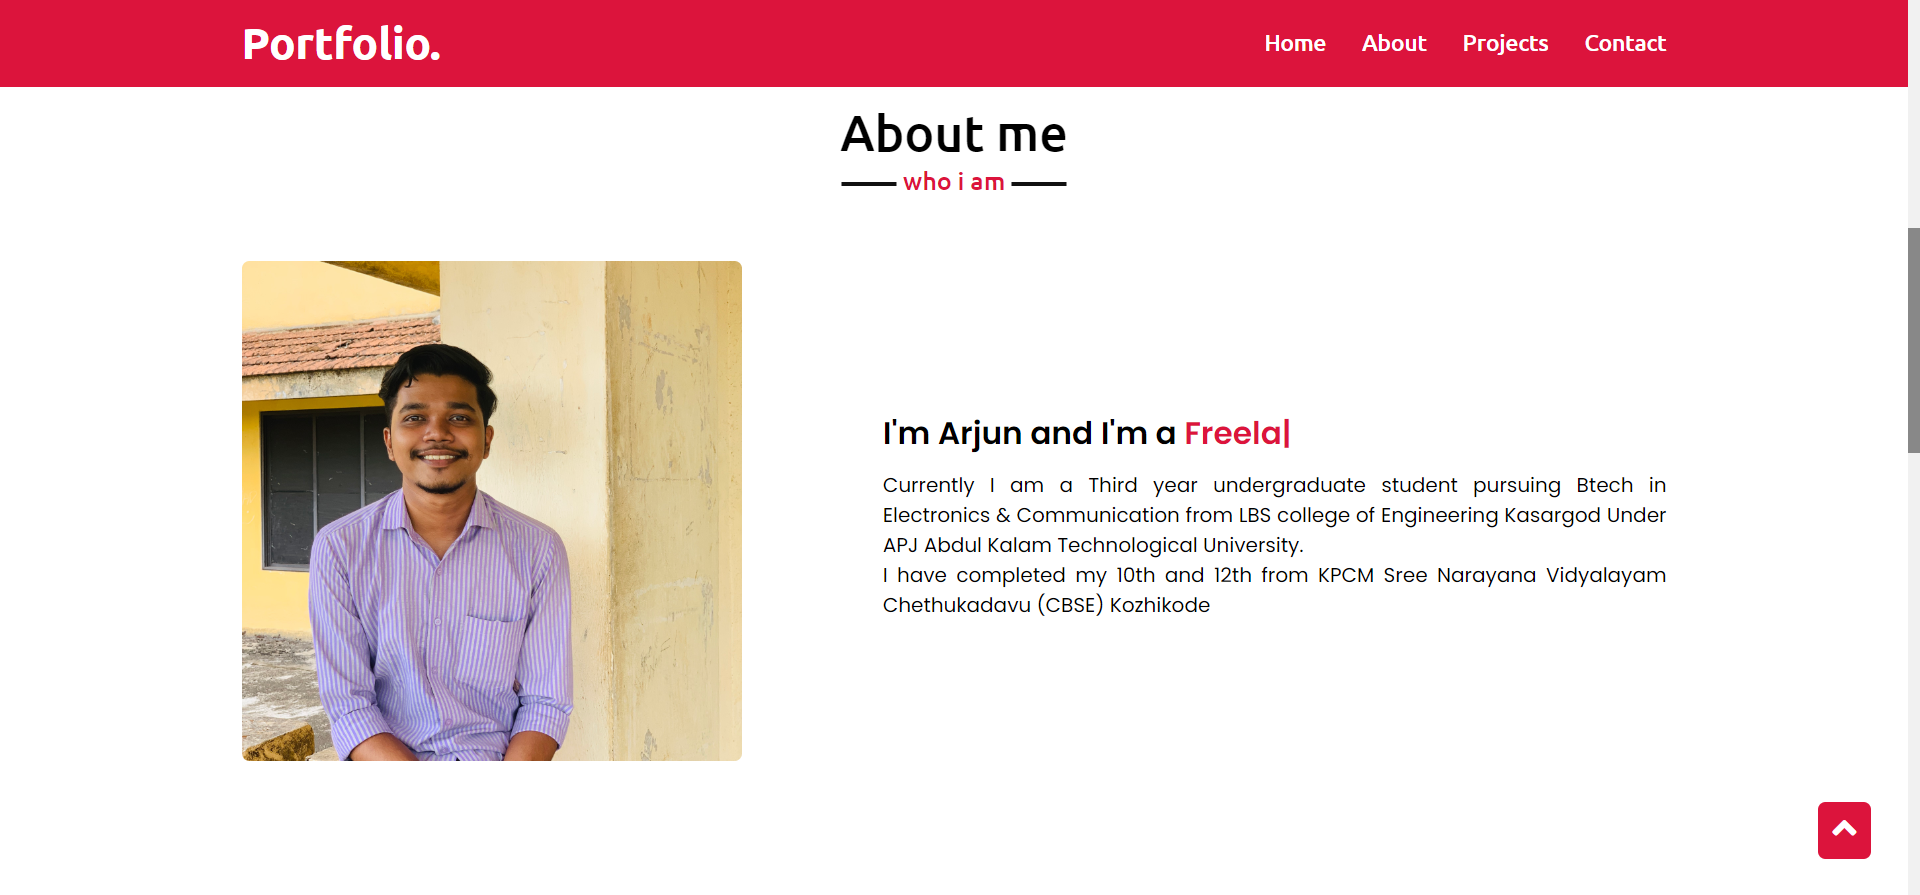 Portfolio.
Home About Projects Contact
About me
who i am
I'm Arjun and I'm a Freela|
Currently I am a Third year undergraduate student pursuing Btech in
Electronics & Communication from LBS college of Engineering Kasargod Under
APJ Abdul Kalam Technological University.
I have completed my 10th and 12th from KPCM Sree Narayana Vidyalayam
Chethukadavu (CBSE) Kozhikode